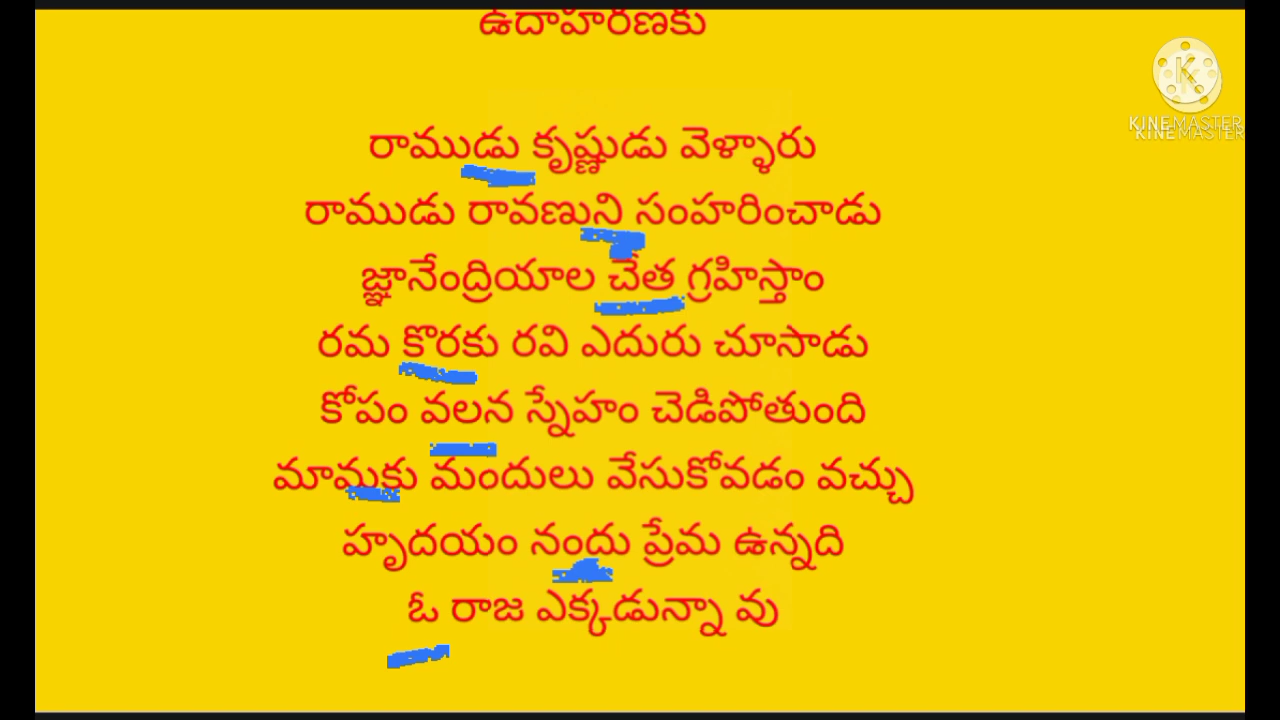 ఉదాహరణకు
KINEMASTER
KINEMASTER
రాముడు కృష్ణుడు వెళ్ళారు
రాముడు రావణుని సంహరించాడు
జ్ఞానేంద్రియాల చేత గ్రహిస్తాం
రమ కొరకు రవి ఎదురు చూసాడు
కోపం వలన స్నేహం చెడిపోతుంది
మామకు మందులు వేసుకోవడం వచ్చు
హృదయం నందు ప్రేమ ఉన్నది
ఓ రాజ ఎక్కడున్నా వు